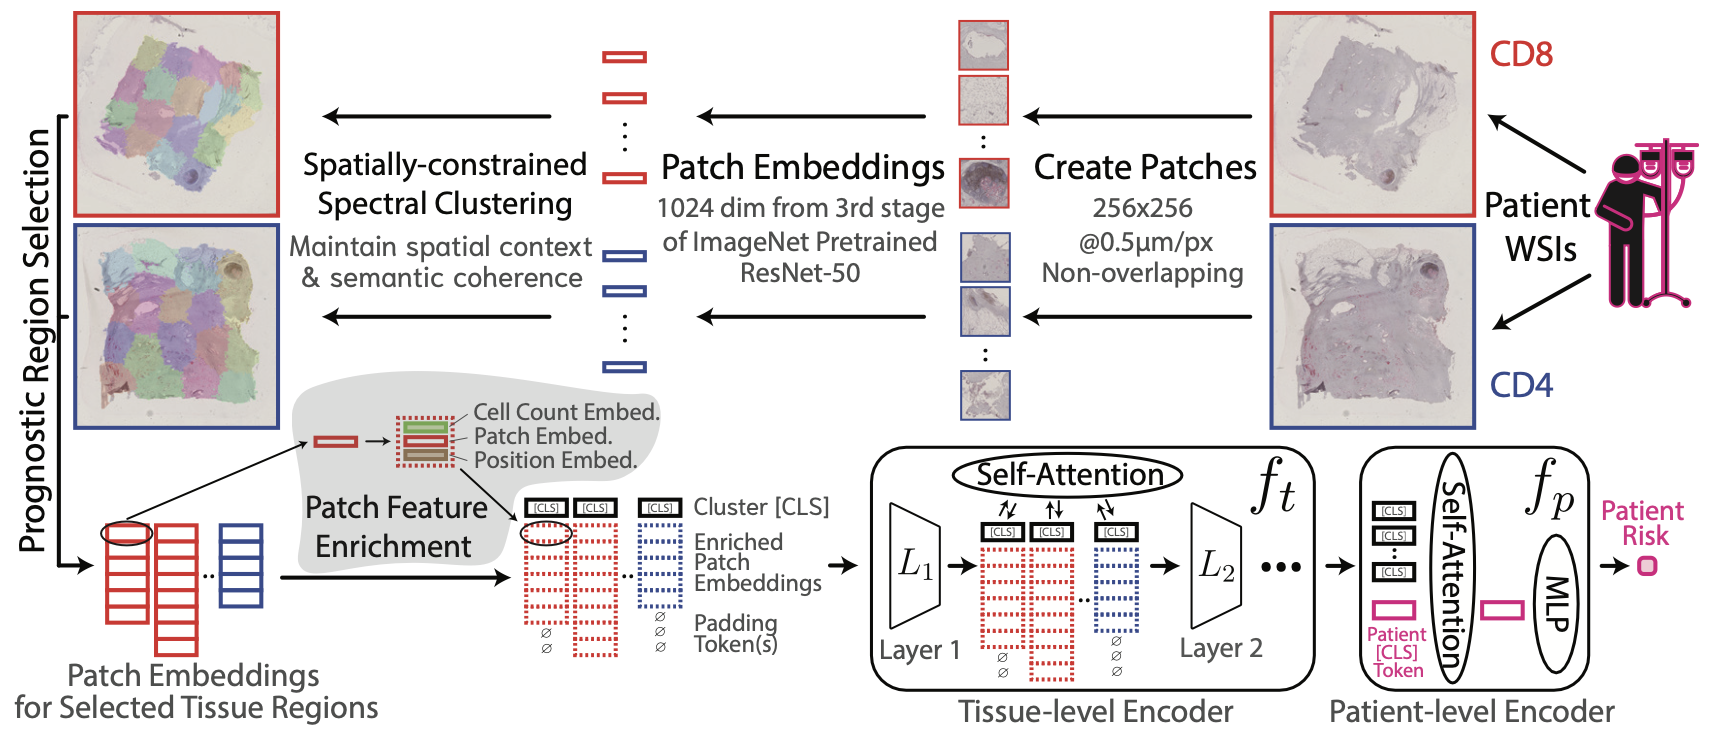 CD8
Patient
WSIs
CD4
Create Patches
256x256
@0.5μm/px
Non-overlapping
Patch Embeddings
1024 dim from 3rd stage
of ImageNet Pretrained
ResNet-50
Spatially-constrained
Spectral Clustering
Maintain spatial context
& semantic coherence
Prognostic Region Selection
Cell Count Embed.
Patch Embed.
Position Embed.
Patch Feature
Enrichment
Patch Embeddings
for Selected Tissue Regions
[CLS]
[CLS]
[CLS]
Cluster [CLS]
Enriched
Patch
Embeddings
Padding
Token(s)
∅
∅
∅
∅
∅
L1
Layer 1
Self-Attention
[CLS]
[CLS]
[CLS]
∅
∅
∅
∅
∅
ft
L2
Layer 2
Tissue-level Encoder
[CLS]
[CLS]
[CLS]
Patient
[CLS]
Token
Self-Attention
fp
MLP
Patient-level Encoder
Patient
Risk